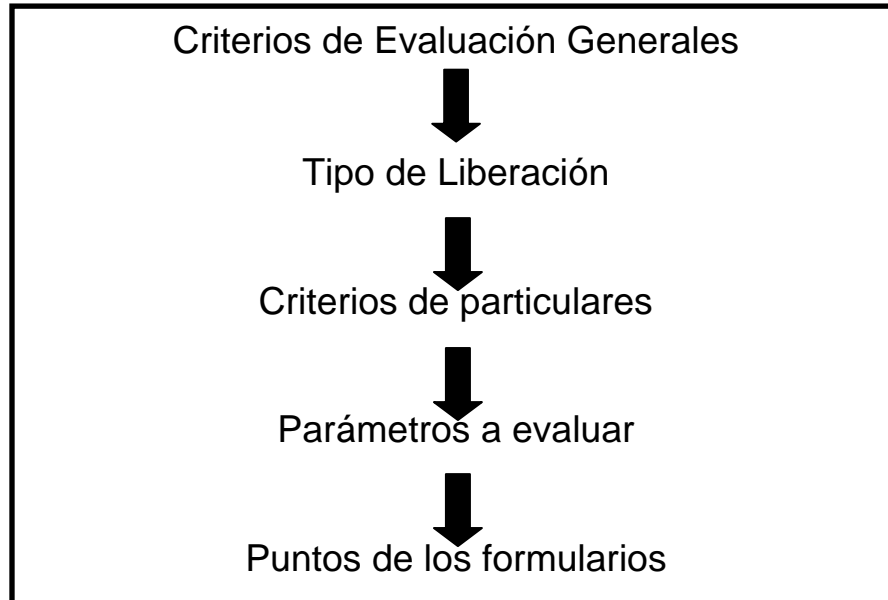 Criterios de Evaluación Generales
Tipo de Liberación
Criterios de particulares
Parámetros a evaluar
Puntos de los formularios